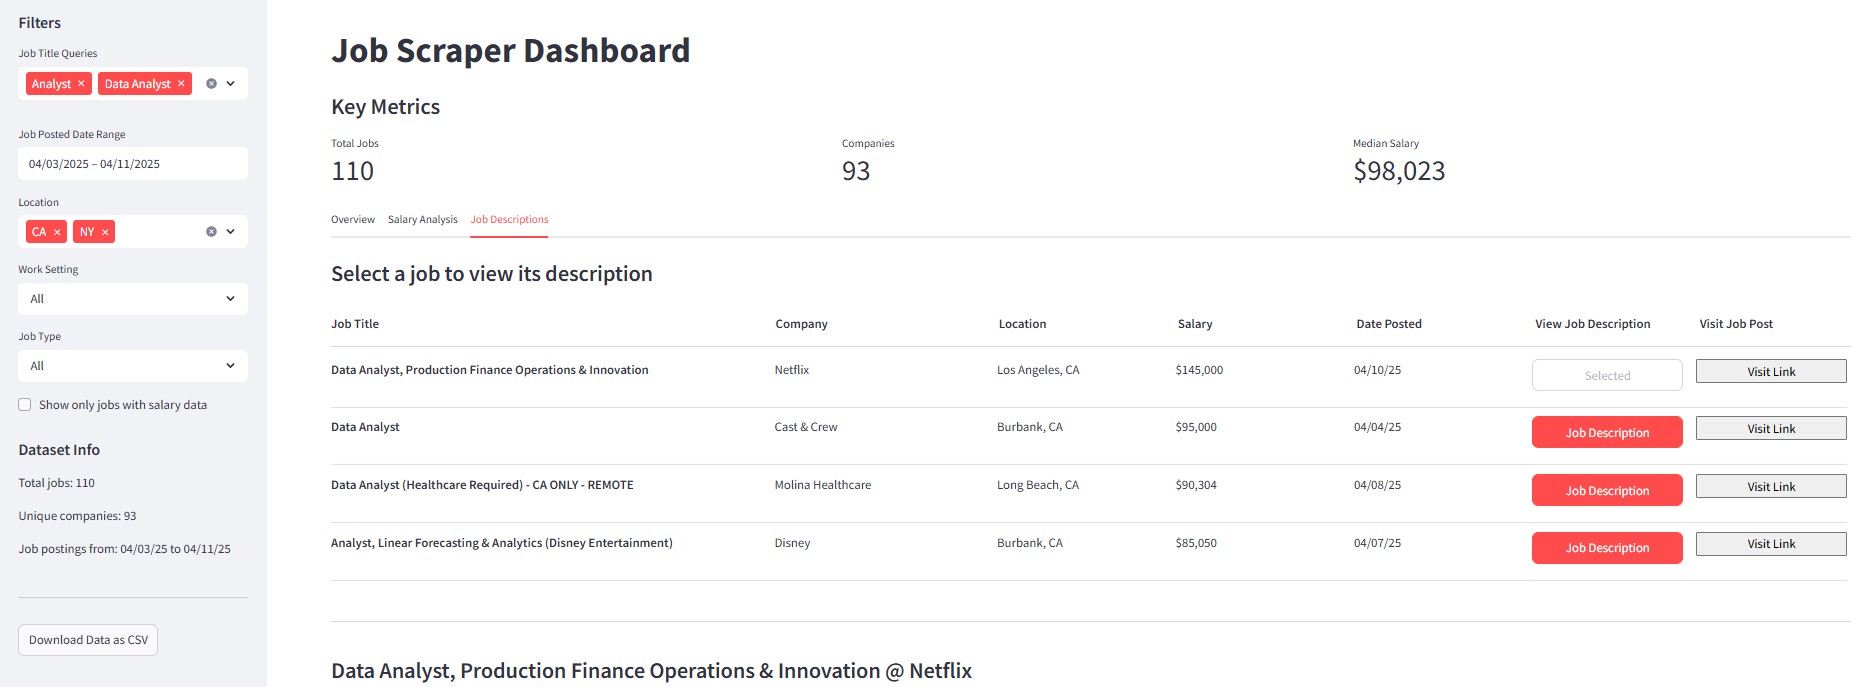 Filters
Job Title Queries
Analyst × Data Analyst ×
Job Posted Date Range
04/03/2025 – 04/11/2025
Location
CA × NY ×
Work Setting
All
Job Type
All
Show only jobs with salary data
Dataset Info
Total jobs: 110
Unique companies: 93
Job postings from: 04/03/25 to 04/11/25
Download Data as CSV
Job Scraper Dashboard
Key Metrics
Total Jobs Companies Median Salary
110 93 $98,023
Overview Salary Analysis Job Descriptions
Select a job to view its description
Job Title Company Location Salary Date Posted View Job Description Visit Job Post
Data Analyst, Production Finance Operations & Innovation Netflix Los Angeles, CA $145,000 04/10/25 Selected Visit Link
Data Analyst Cast & Crew Burbank, CA $95,000 04/04/25 Job Description Visit Link
Data Analyst (Healthcare Required) - CA ONLY - REMOTE Molina Healthcare Long Beach, CA $90,304 04/08/25 Job Description Visit Link
Analyst, Linear Forecasting & Analytics (Disney Entertainment) Disney Burbank, CA $85,050 04/07/25 Job Description Visit Link
Data Analyst, Production Finance Operations & Innovation @ Netflix